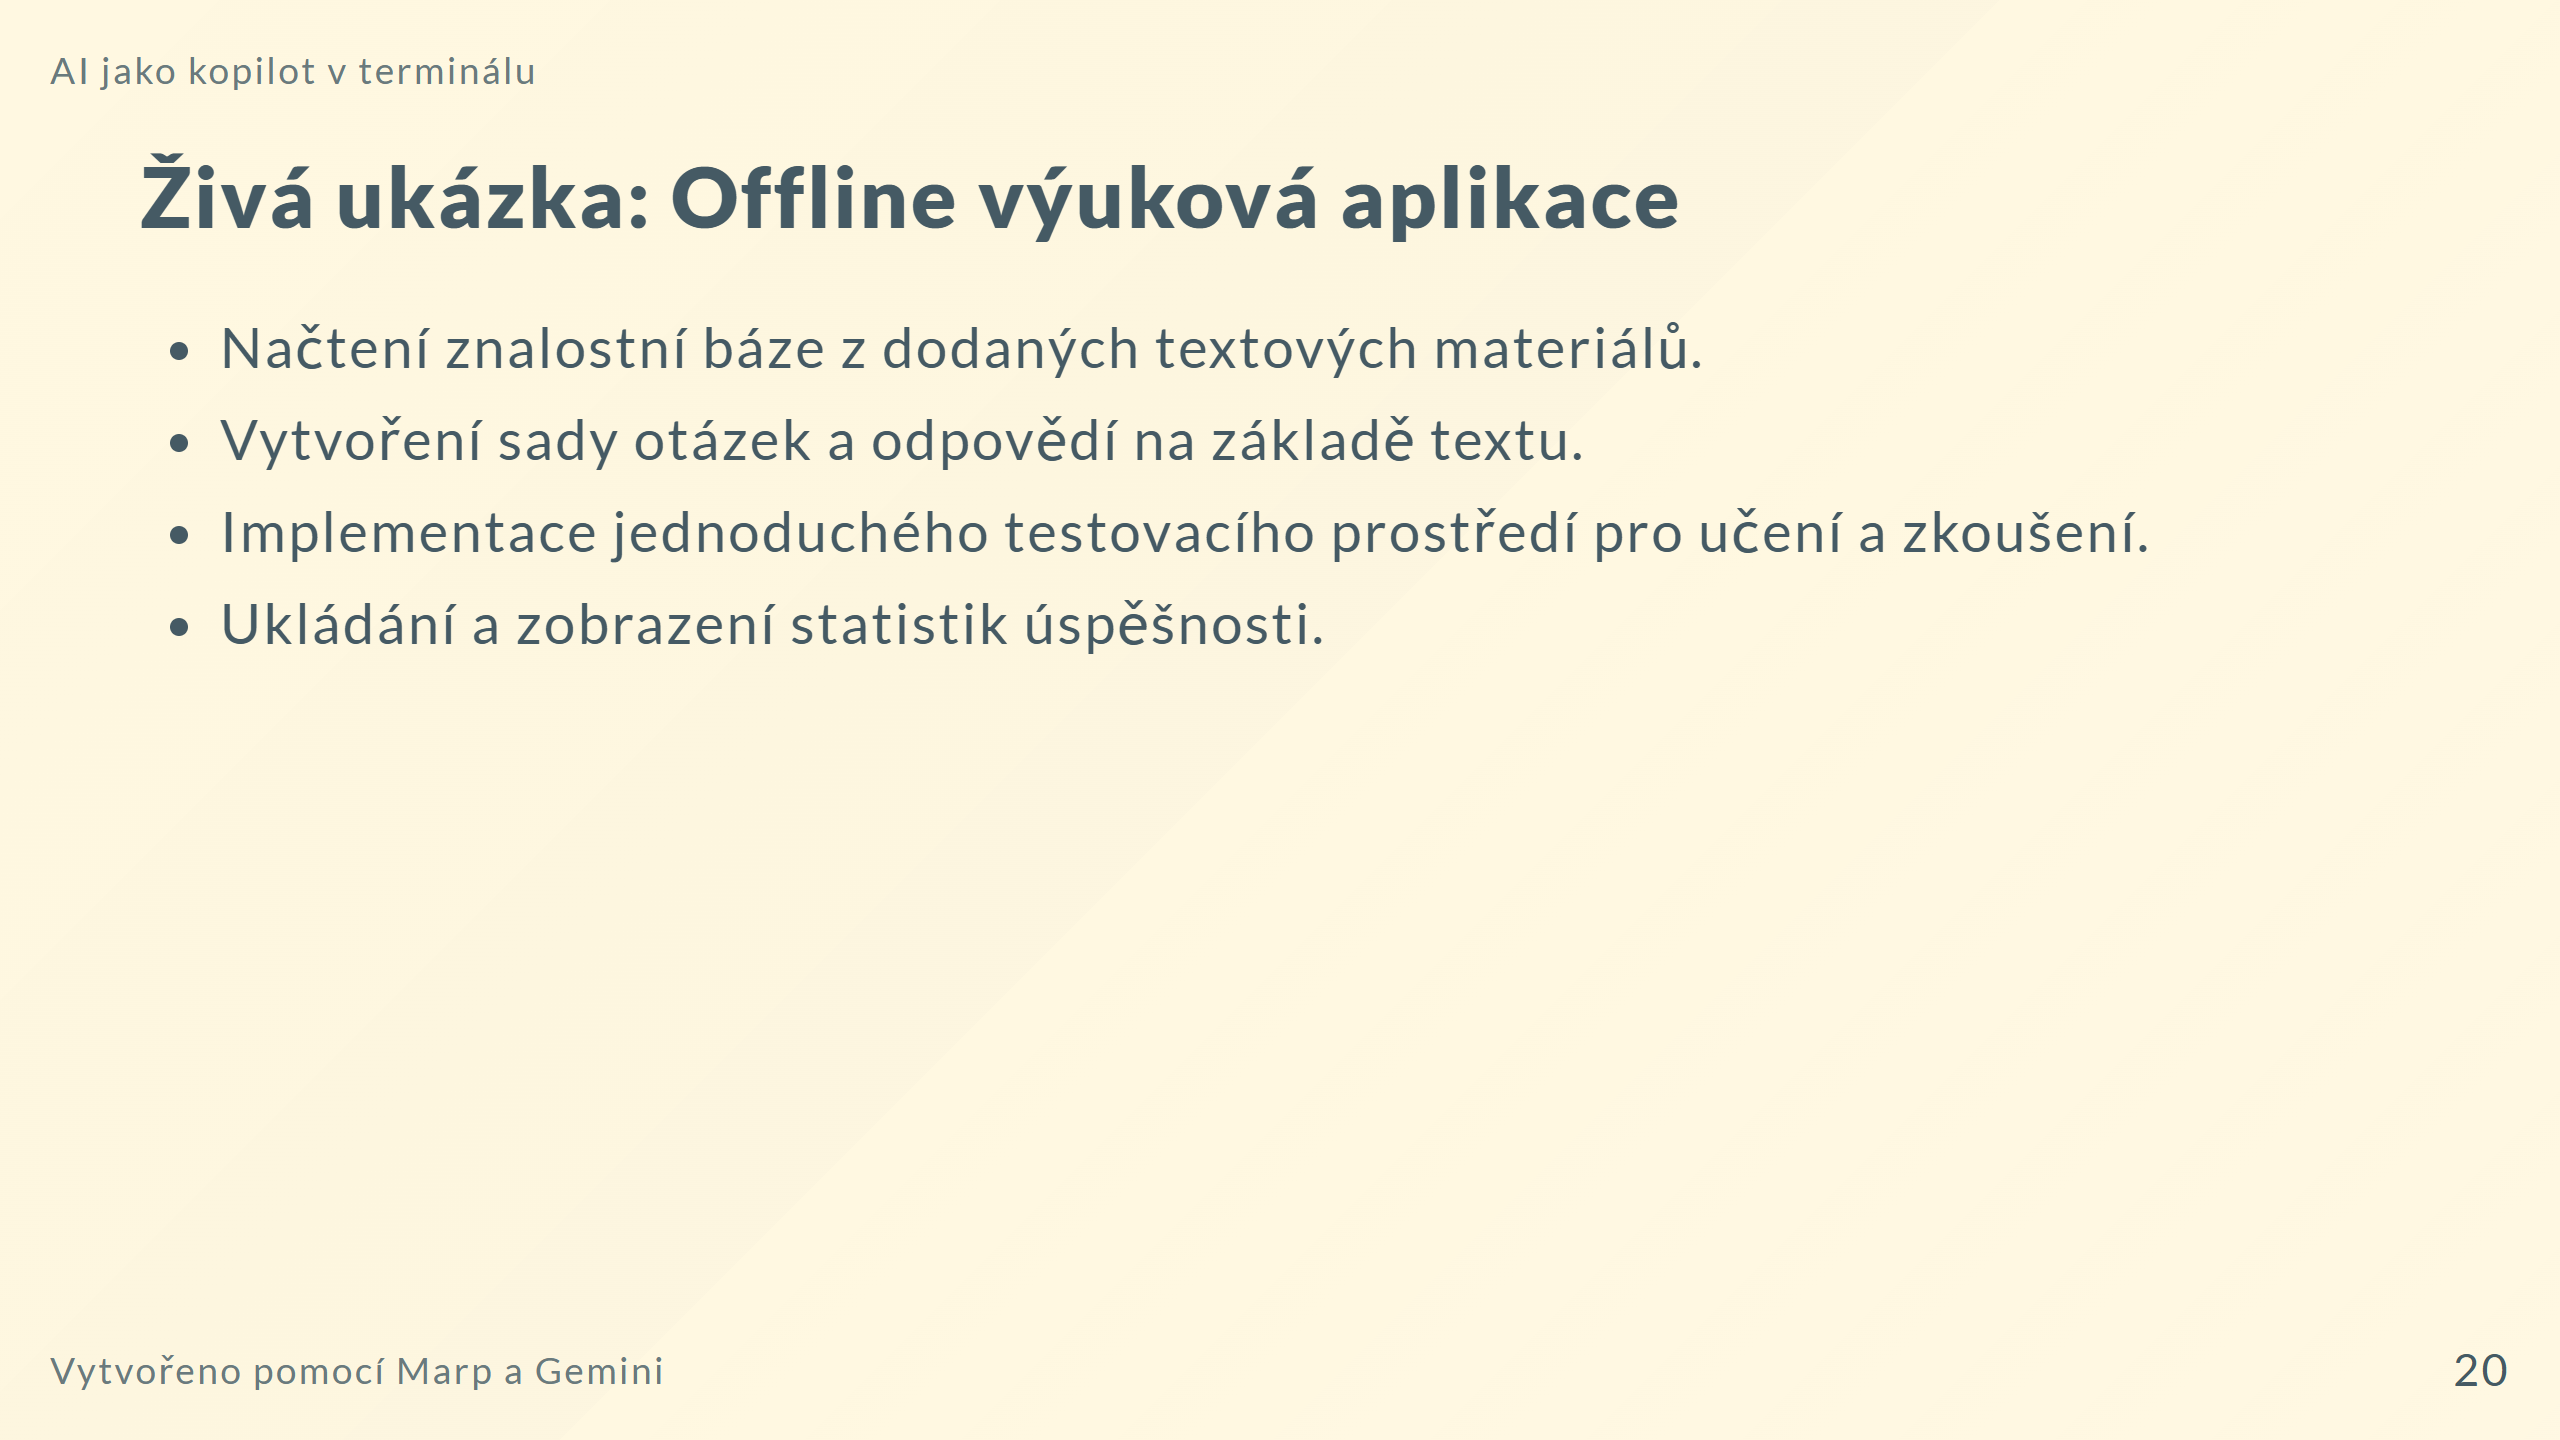 AI jako kopilot v terminálu
Živá ukázka: Offline výuková aplikace
• Načtení znalostní báze z dodaných textových materiálů.
• Vytvoření sady otázek a odpovědí na základě textu.
• Implementace jednoduchého testovacího prostředí pro učení a zkoušení.
• Ukládání a zobrazení statistik úspěšnosti.
Vytvořeno pomocí Marp a Gemini
20